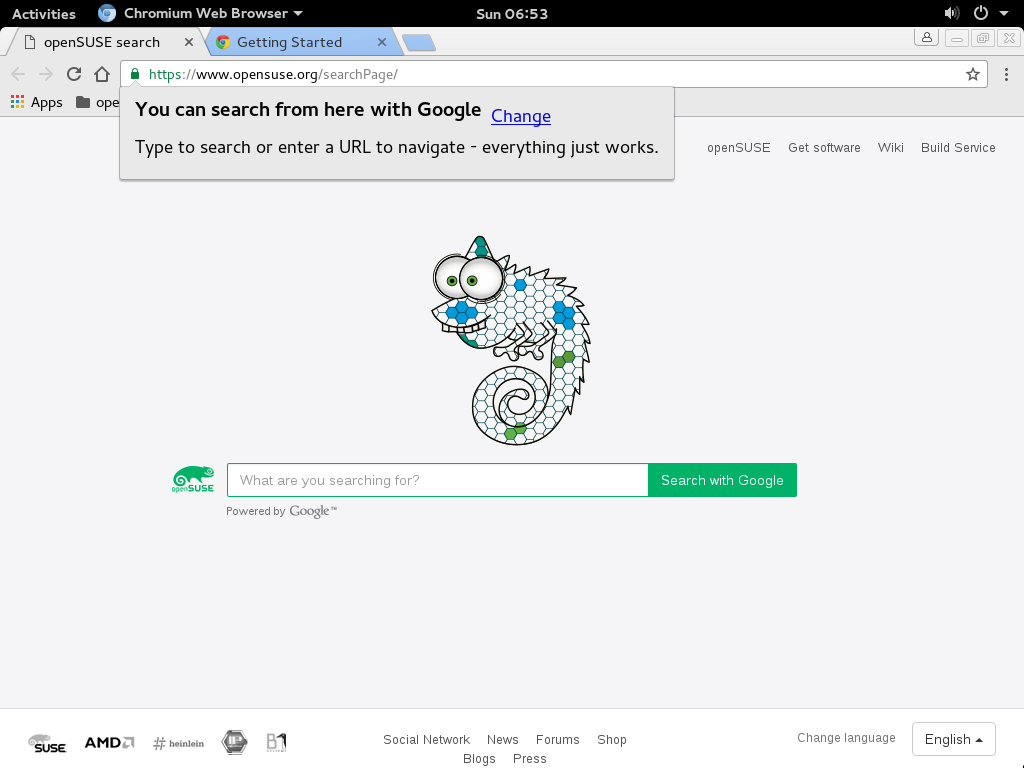 Activities Chromium Web Browser Sun 06:53
openSUSE search Getting Started
https://www.opensuse.org/searchPage/
Apps ope
You can search from here with Google Change
Type to search or enter a URL to navigate - everything just works.
openSUSE Get software Wiki Build Service
openSUSE What are you searching for? Search with Google
Powered by Google™
SUSE AMD # heinlein IP B1 Social Network News Forums Shop Change language English
Blogs Press